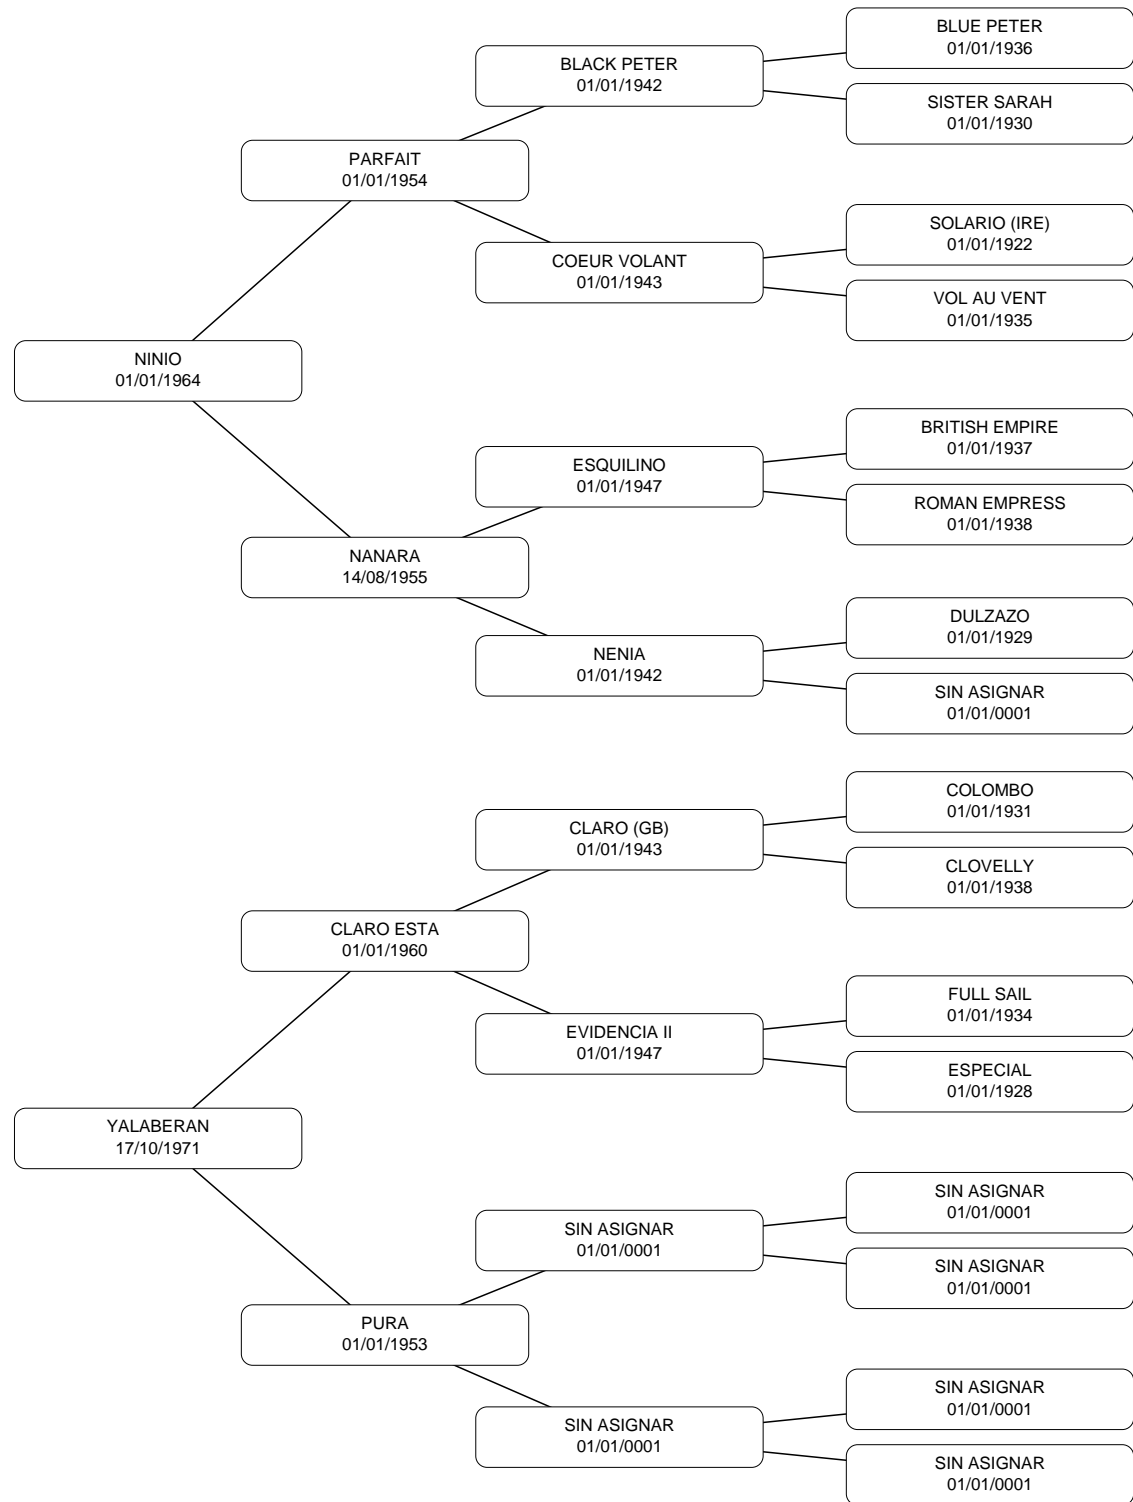 BLUE PETER
01/01/1936
BLACK PETER
01/01/1942
SISTER SARAH
01/01/1930
PARFAIT
01/01/1954
SOLARIO (IRE)
01/01/1922
COEUR VOLANT
01/01/1943
VOL AU VENT
01/01/1935
NINIO
01/01/1964
BRITISH EMPIRE
01/01/1937
ESQUILINO
01/01/1947
ROMAN EMPRESS
01/01/1938
NANARA
14/08/1955
DULZAZO
01/01/1929
NENIA
01/01/1942
SIN ASIGNAR
01/01/0001
COLOMBO
01/01/1931
CLARO (GB)
01/01/1943
CLOVELLY
01/01/1938
CLARO ESTA
01/01/1960
FULL SAIL
01/01/1934
EVIDENCIA II
01/01/1947
ESPECIAL
01/01/1928
YALABERAN
17/10/1971
SIN ASIGNAR
01/01/0001
SIN ASIGNAR
01/01/0001
SIN ASIGNAR
01/01/0001
PURA
01/01/1953
SIN ASIGNAR
01/01/0001
SIN ASIGNAR
01/01/0001
SIN ASIGNAR
01/01/0001